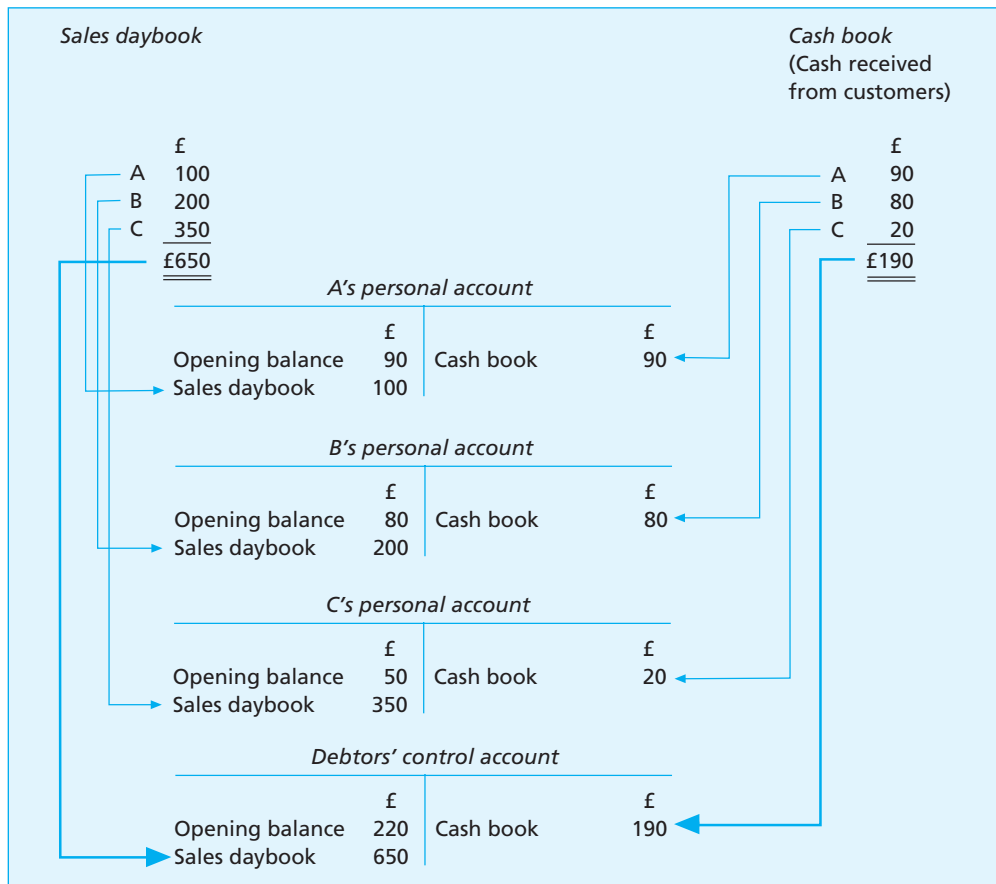 Sales daybook
Cash book
(Cash received
from customers)
£
A 100
B 200
C 350
£650
£
A 90
B 80
C 20
£190
A's personal account
£ £
Opening balance 90 Cash book 90
Sales daybook 100
B's personal account
£ £
Opening balance 80 Cash book 80
Sales daybook 200
C's personal account
£ £
Opening balance 50 Cash book 20
Sales daybook 350
Debtors' control account
£ £
Opening balance 220 Cash book 190
Sales daybook 650